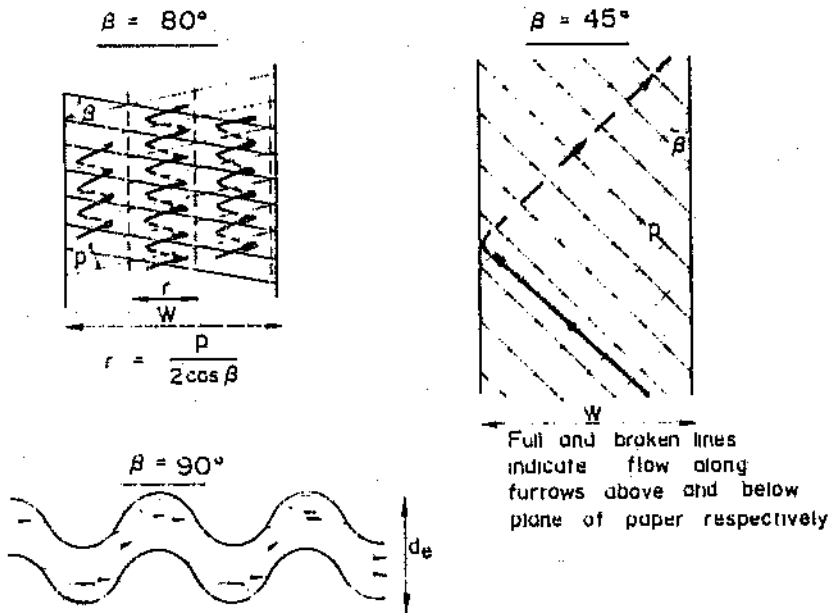 β = 80°
β
p
r
W
r = p / 2cos β
β = 45°
β
p
W
Full and broken lines
indicate flow along
furrows above and below
plane of paper respectively
β = 90°
de